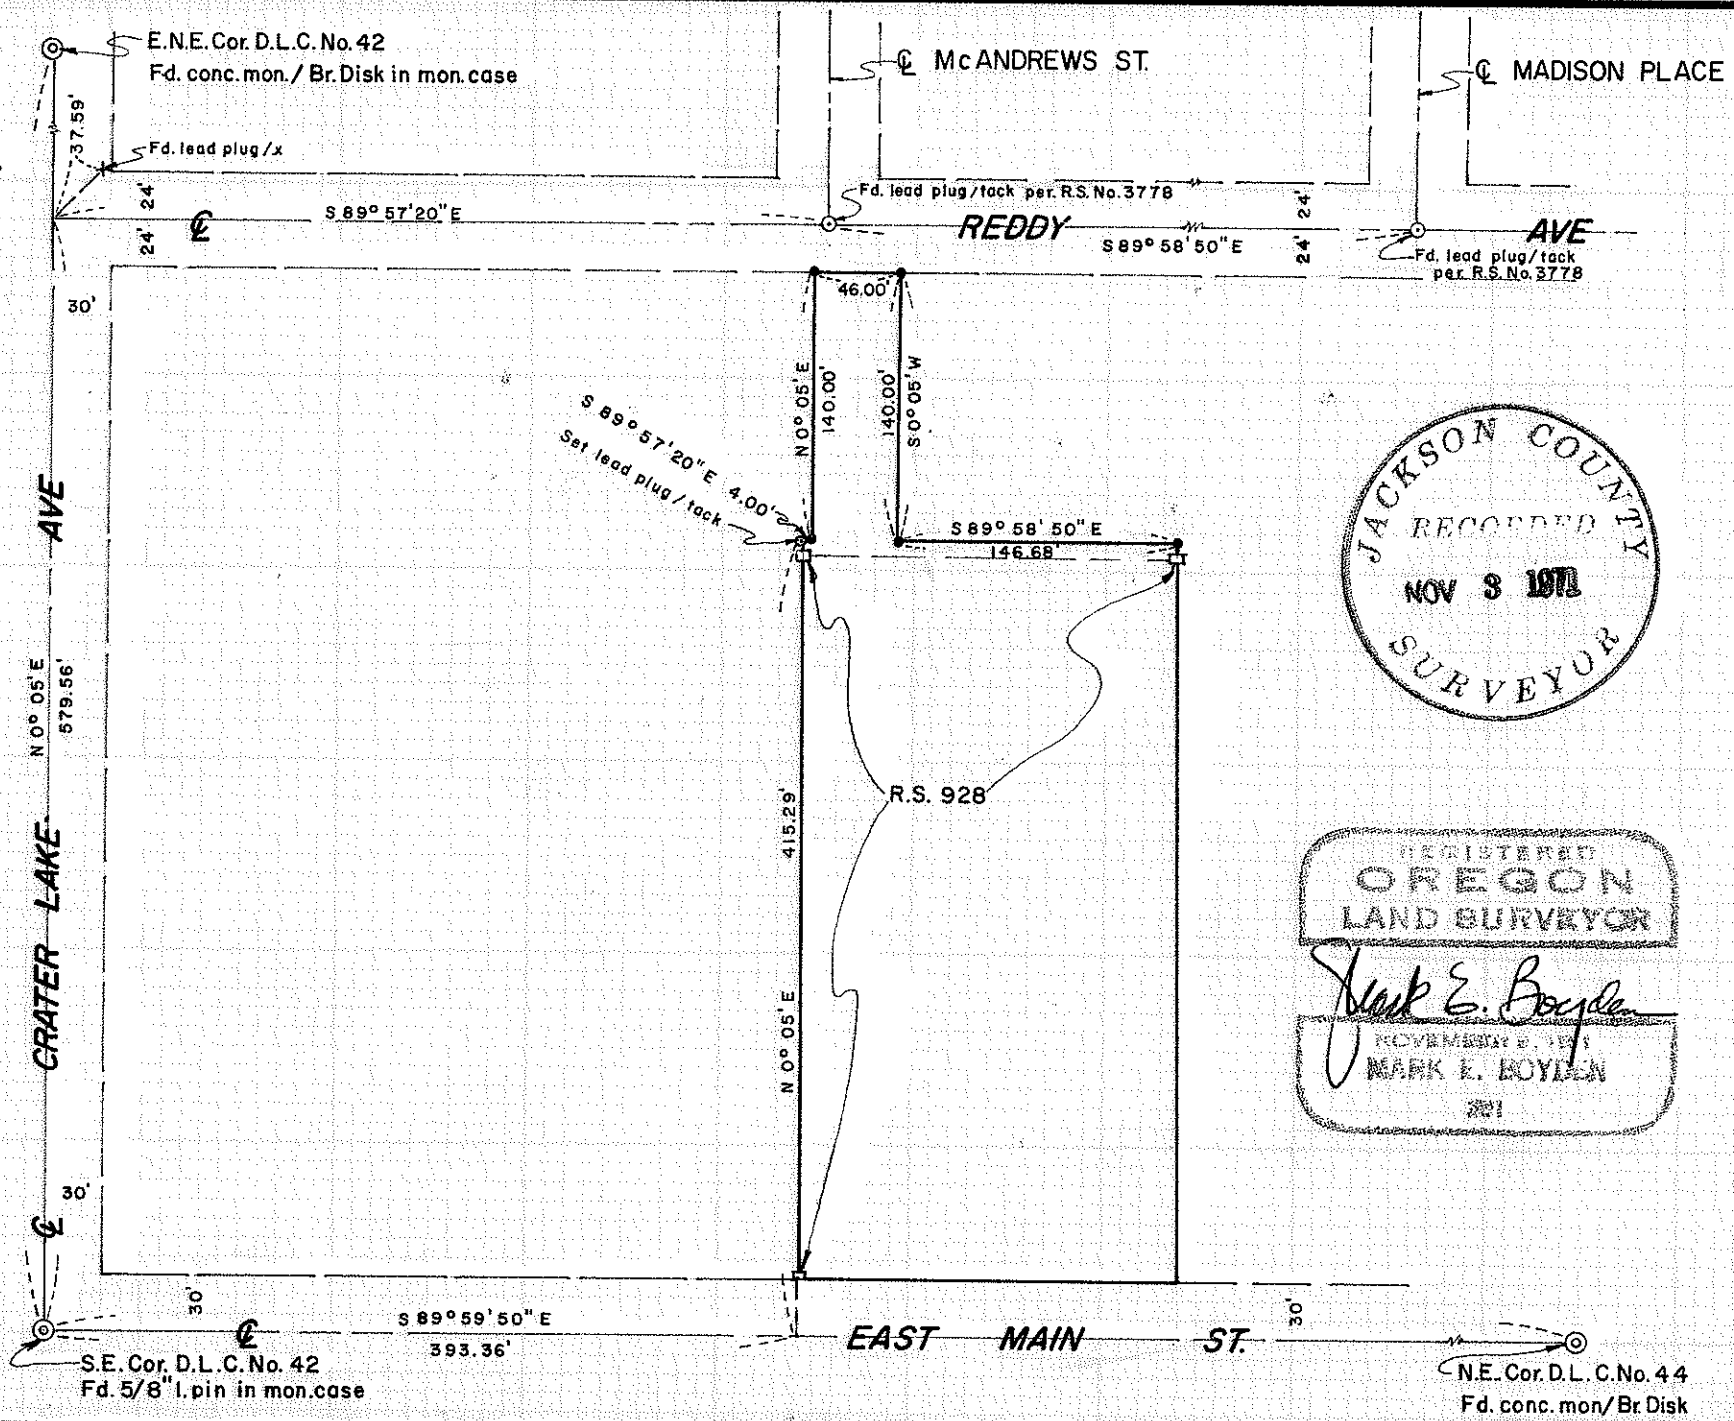 E.N.E. Cor. D.L.C. No. 42
Fd. conc. mon. / Br. Disk in mon. case
℄ McANDREWS ST.
℄ MADISON PLACE
37.59'
Fd. lead plug /x
24'
24'
℄
S 89° 57' 20" E
Fd. lead plug/tack per. R.S. No. 3778
REDDY AVE
S 89° 58' 50" E
24'
24'
Fd. lead plug/tack
per. R.S. No. 3778
30'
46.00'
N 0° 05' E
140.00'
140.00'
S 0° 05' W
S 89° 57' 20" E 4.00'
Set lead plug / tack
S 89° 58' 50" E
146.68'
JACKSON COUNTY
RECORDED
NOV 3 1971
SURVEYOR
CRATER LAKE AVE
N 0° 05' E
579.56'
R.S. 928
415.29'
N 0° 05' E
REGISTERED
OREGON
LAND SURVEYOR
Mark E. Boyden
MARK E. BOYDEN
30'
℄
30'
℄
S 89° 59' 50" E
393.36'
EAST MAIN ST.
30'
S.E. Cor. D.L.C. No. 42
Fd. 5/8" I. pin in mon. case
N.E. Cor. D.L.C. No. 44
Fd. conc. mon/ Br. Disk